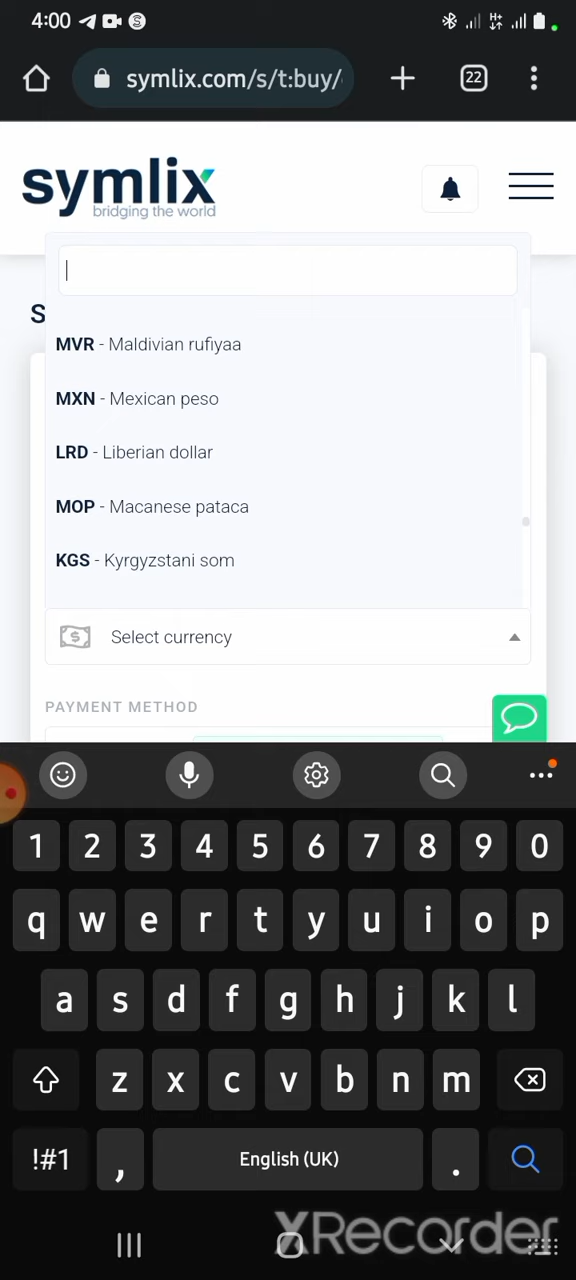 4:00
22
symlix.com/s/t:buy/
symlix
bridging the world
S
MVR - Maldivian rufiyaa
MXN - Mexican peso
LRD - Liberian dollar
MOP - Macanese pataca
KGS - Kyrgyzstani som
Select currency
PAYMENT METHOD
1 2 3 4 5 6 7 8 9 0
q w e r t y u i o p
a s d f g h j k l
z x c v b n m
!#1 , English (UK) .
XRecorder